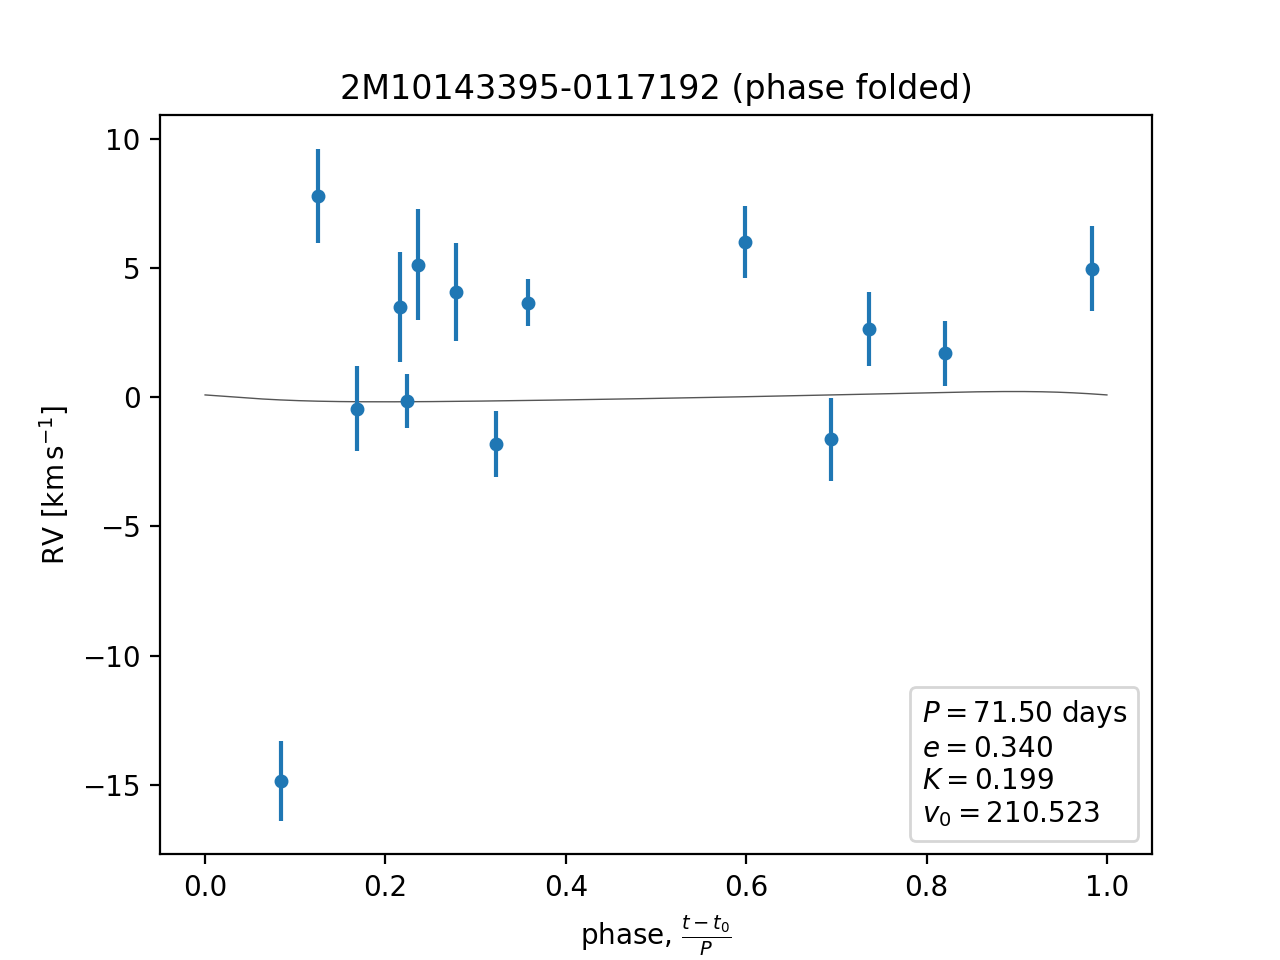 2M10143395-0117192 (phase folded)
10
5
0
−5
−10
−15
RV [km s⁻¹]
P = 71.50 days
e = 0.340
K = 0.199
v₀ = 210.523
0.0 0.2 0.4 0.6 0.8 1.0
phase, (t − t₀)/P